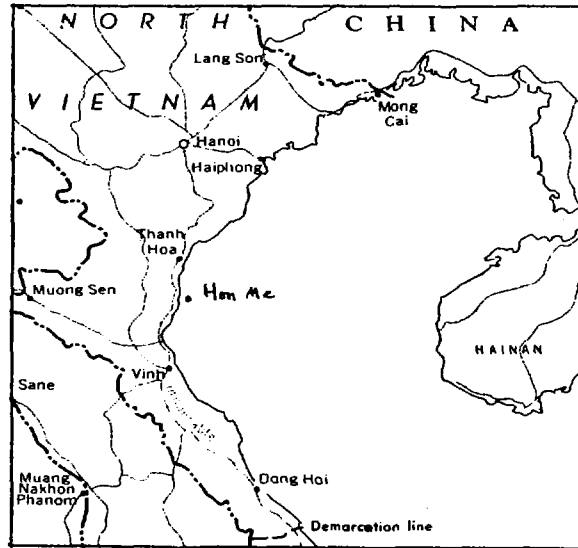 NORTH
CHINA
Lang Son
VIETNAM
Mong
Cai
Hanoi
Haiphong
Thanh
Hoa
Muong Sen
Hon Me
HAINAN
Vinh
Sane
Muang
Nakhon
Phanom
Dong Hoi
Demarcation line